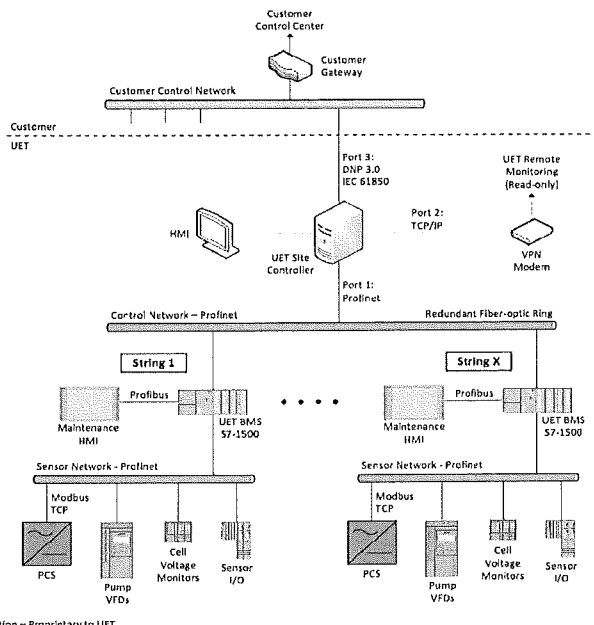 Customer
Control Center
Customer
Gateway
Customer Control Network
Customer
UET
Port 3:
DNP 3.0
IEC 61850
UET Remote
Monitoring
(Read-only)
HMI
Port 2:
TCP/IP
UET Site
Controller
VPN
Modem
Port 1:
Profinet
Control Network – Profinet
Redundant Fiber-optic Ring
String 1
String X
Profibus
Profibus
Maintenance
HMI
UET BMS
S7-1500
Maintenance
HMI
UET BMS
S7-1500
Sensor Network - Profinet
Sensor Network - Profinet
Modbus
TCP
Modbus
TCP
PCS
Pump
VFDs
Cell
Voltage
Monitors
Sensor
I/O
PCS
Pump
VFDs
Cell
Voltage
Monitors
Sensor
I/O
– Proprietary to UET